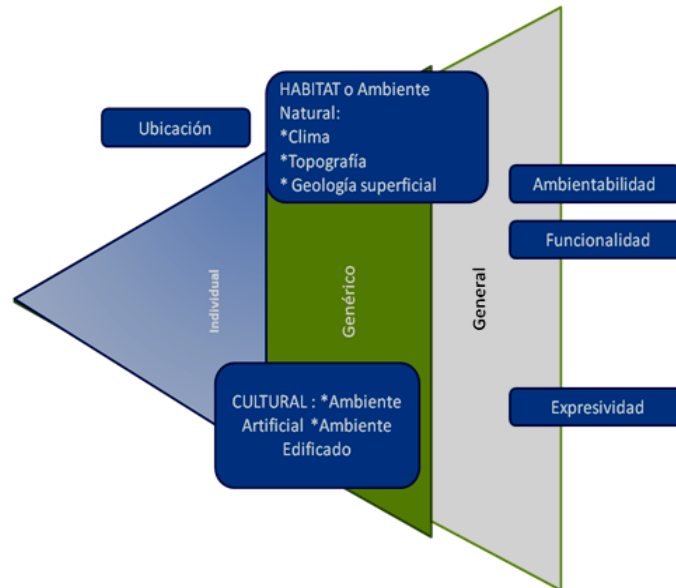 Ubicación
HABITAT o Ambiente
Natural:
*Clima
*Topografía
* Geología superficial
Ambientabilidad
Funcionalidad
Individual
Genérico
General
CULTURAL : *Ambiente
Artificial *Ambiente
Edificado
Expresividad